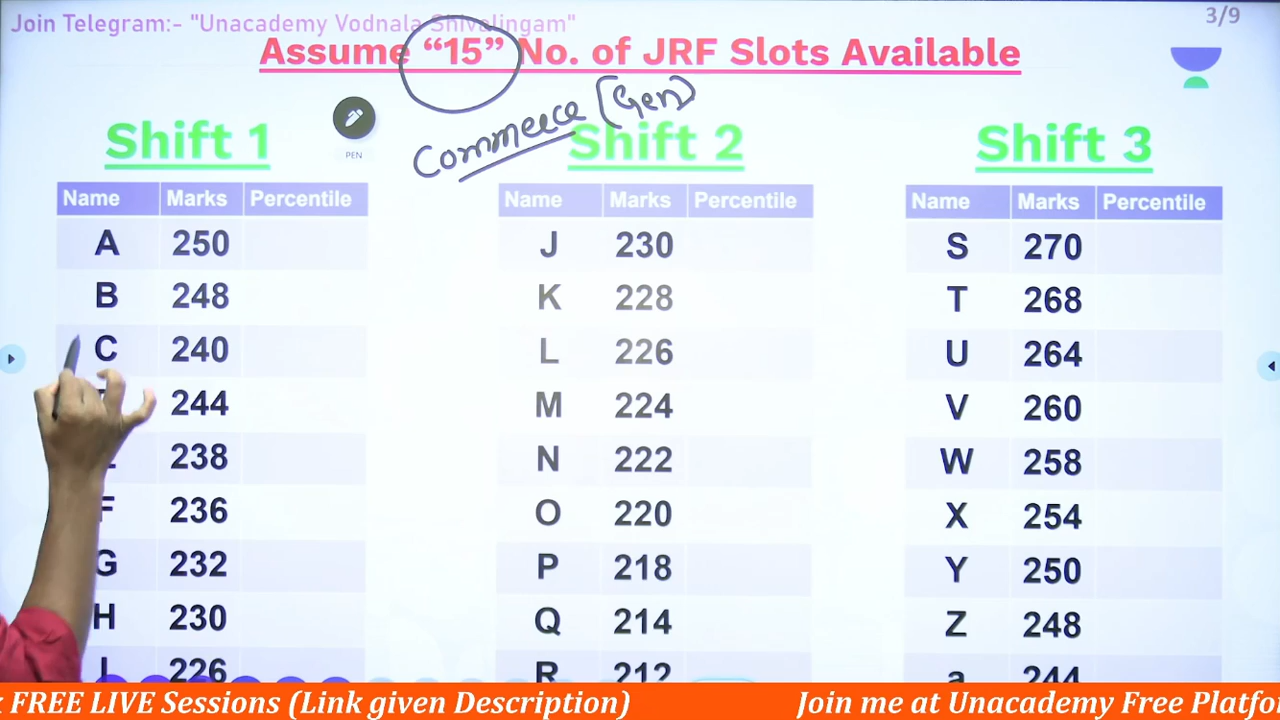 Join Telegram:- "Unacademy Vodnala Shivalingam"
3/9
Assume “15” No. of JRF Slots Available
Commerce (Gen)
PEN
Shift 1
Name Marks Percentile
A 250
B 248
C 240
244
238
F 236
G 232
H 230
I 226
Shift 2
Name Marks Percentile
J 230
K 228
L 226
M 224
N 222
O 220
P 218
Q 214
R 212
Shift 3
Name Marks Percentile
S 270
T 268
U 264
V 260
W 258
X 254
Y 250
Z 248
a 244
FREE LIVE Sessions (Link given Description) Join me at Unacademy Free